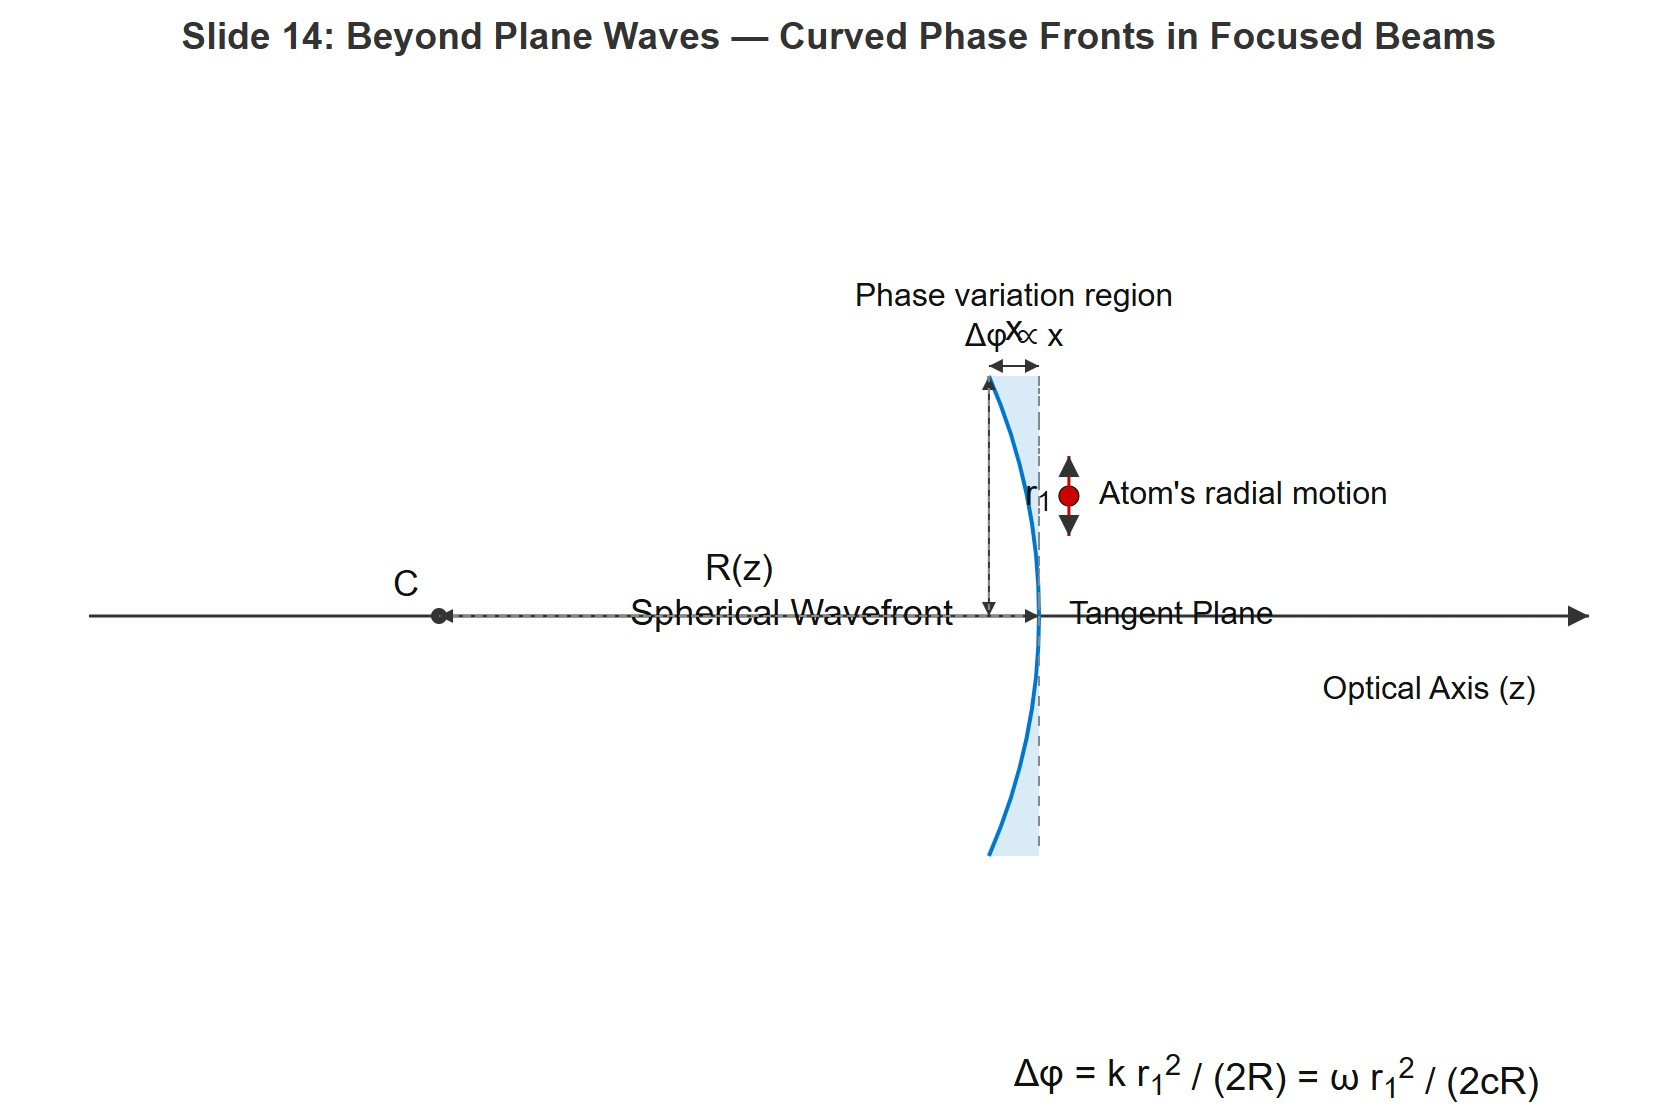 Slide 14: Beyond Plane Waves — Curved Phase Fronts in Focused Beams
Phase variation region
Δφ ∝ x
x
r₁
Atom's radial motion
R(z)
C
Spherical Wavefront
Tangent Plane
Optical Axis (z)
Δφ = k r₁² / (2R) = ω r₁² / (2cR)